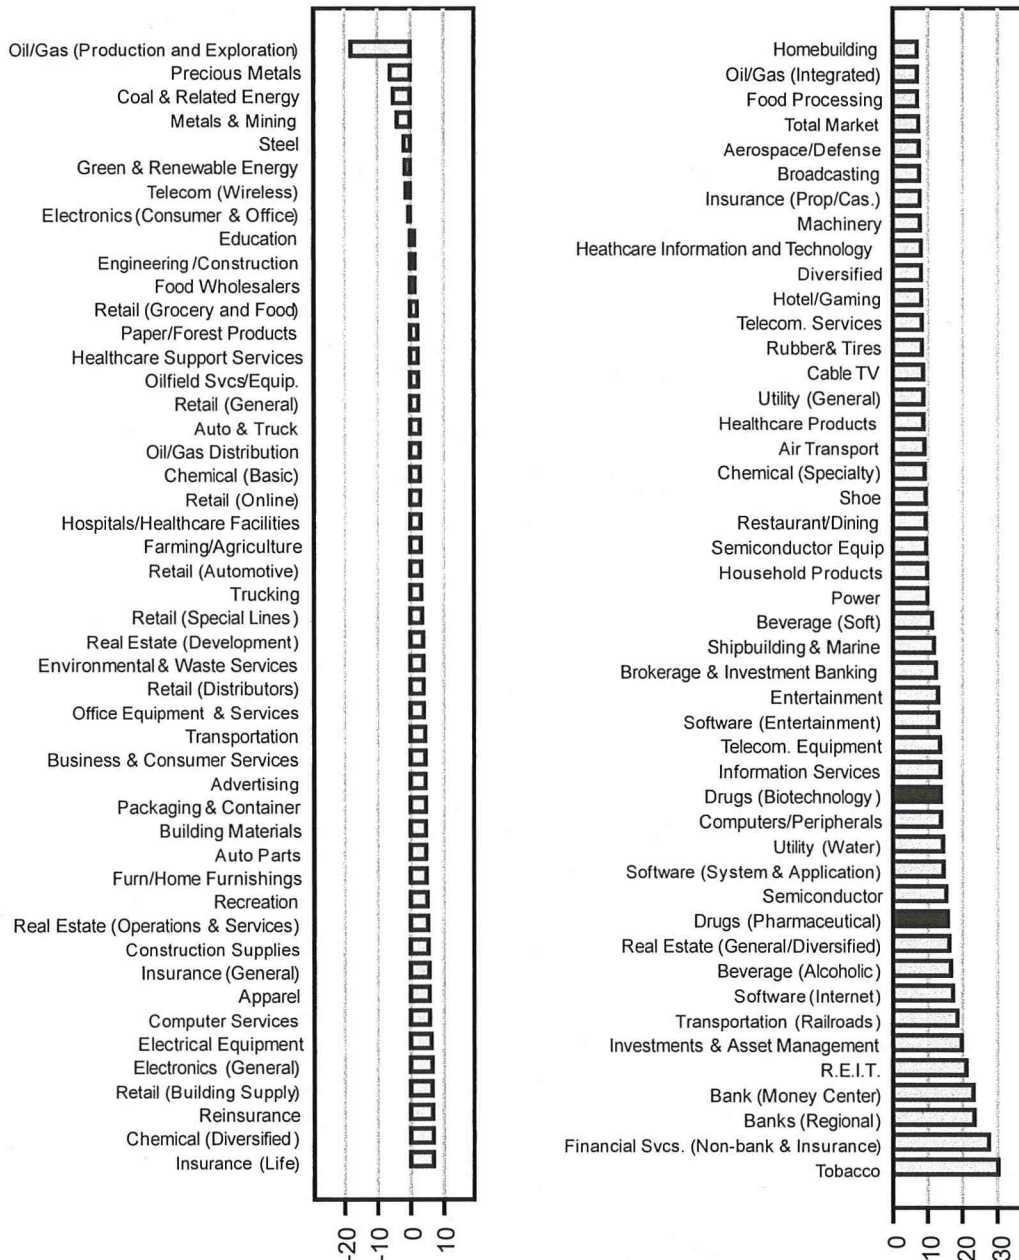 Oil/Gas (Production and Exploration)
Precious Metals
Coal & Related Energy
Metals & Mining
Steel
Green & Renewable Energy
Telecom (Wireless)
Electronics (Consumer & Office)
Education
Engineering/Construction
Food Wholesalers
Retail (Grocery and Food)
Paper/Forest Products
Healthcare Support Services
Oilfield Svcs/Equip.
Retail (General)
Auto & Truck
Oil/Gas Distribution
Chemical (Basic)
Retail (Online)
Hospitals/Healthcare Facilities
Farming/Agriculture
Retail (Automotive)
Trucking
Retail (Special Lines)
Real Estate (Development)
Environmental & Waste Services
Retail (Distributors)
Office Equipment & Services
Transportation
Business & Consumer Services
Advertising
Packaging & Container
Building Materials
Auto Parts
Furn/Home Furnishings
Recreation
Real Estate (Operations & Services)
Construction Supplies
Insurance (General)
Apparel
Computer Services
Electrical Equipment
Electronics (General)
Retail (Building Supply)
Reinsurance
Chemical (Diversified)
Insurance (Life)
-20 -10 0 10
Homebuilding
Oil/Gas (Integrated)
Food Processing
Total Market
Aerospace/Defense
Broadcasting
Insurance (Prop/Cas.)
Machinery
Heathcare Information and Technology
Diversified
Hotel/Gaming
Telecom. Services
Rubber& Tires
Cable TV
Utility (General)
Healthcare Products
Air Transport
Chemical (Specialty)
Shoe
Restaurant/Dining
Semiconductor Equip
Household Products
Power
Beverage (Soft)
Shipbuilding & Marine
Brokerage & Investment Banking
Entertainment
Software (Entertainment)
Telecom. Equipment
Information Services
Drugs (Biotechnology)
Computers/Peripherals
Utility (Water)
Software (System & Application)
Semiconductor
Drugs (Pharmaceutical)
Real Estate (General/Diversified)
Beverage (Alcoholic)
Software (Internet)
Transportation (Railroads)
Investments & Asset Management
R.E.I.T.
Bank (Money Center)
Banks (Regional)
Financial Svcs. (Non-bank & Insurance)
Tobacco
0 10 20 30